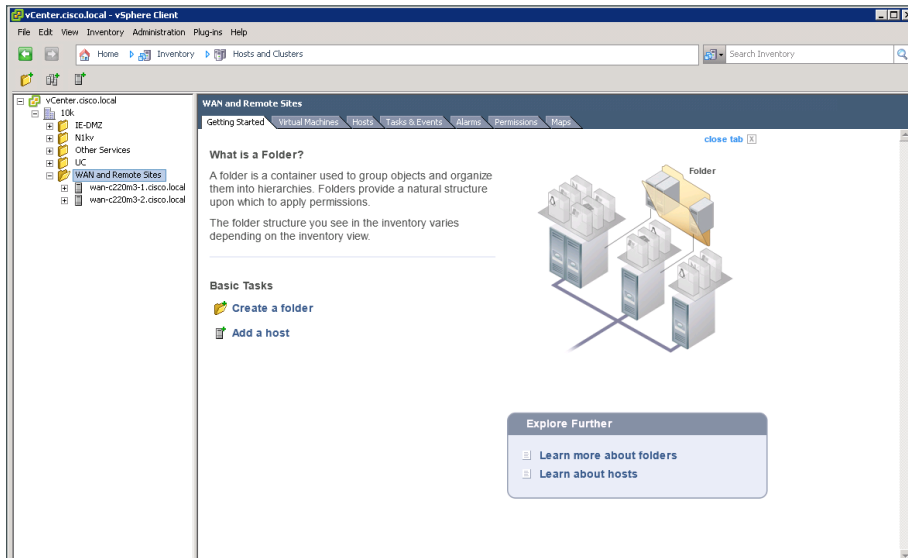 vCenter.cisco.local - vSphere Client
File Edit View Inventory Administration Plug-ins Help
Home Inventory Hosts and Clusters Search Inventory
vCenter.cisco.local
10k
IE-DMZ
N1kv
Other Services
UC
WAN and Remote Sites
wan-c220m3-1.cisco.local
wan-c220m3-2.cisco.local
WAN and Remote Sites
Getting Started Virtual Machines Hosts Tasks & Events Alarms Permissions Maps
close tab X
What is a Folder?
A folder is a container used to group objects and organize
them into hierarchies. Folders provide a natural structure
upon which to apply permissions.
The folder structure you see in the inventory varies
depending on the inventory view.
Basic Tasks
Create a folder
Add a host
Folder
Explore Further
Learn more about folders
Learn about hosts